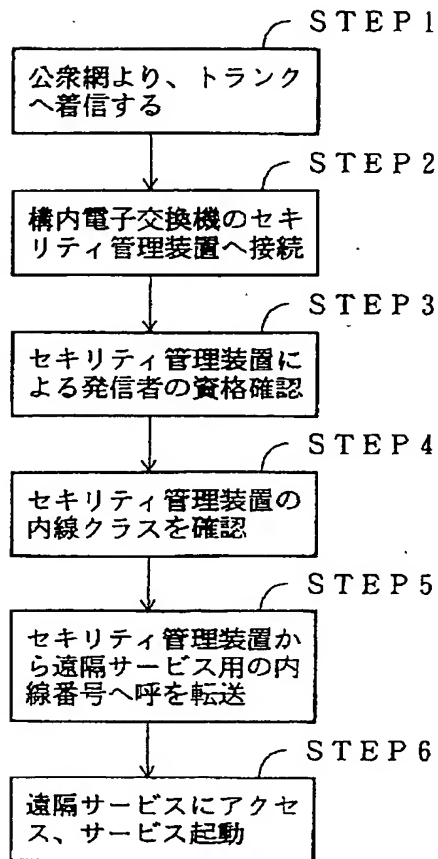 STEP1
公衆網より、トランク
へ着信する
STEP2
構内電子交換機のセキ
リティ管理装置へ接続
STEP3
セキリティ管理装置に
よる発信者の資格確認
STEP4
セキリティ管理装置の
内線クラスを確認
STEP5
セキリティ管理装置か
ら遠隔サービス用の内
線番号へ呼を転送
STEP6
遠隔サービスにアクセ
ス、サービス起動